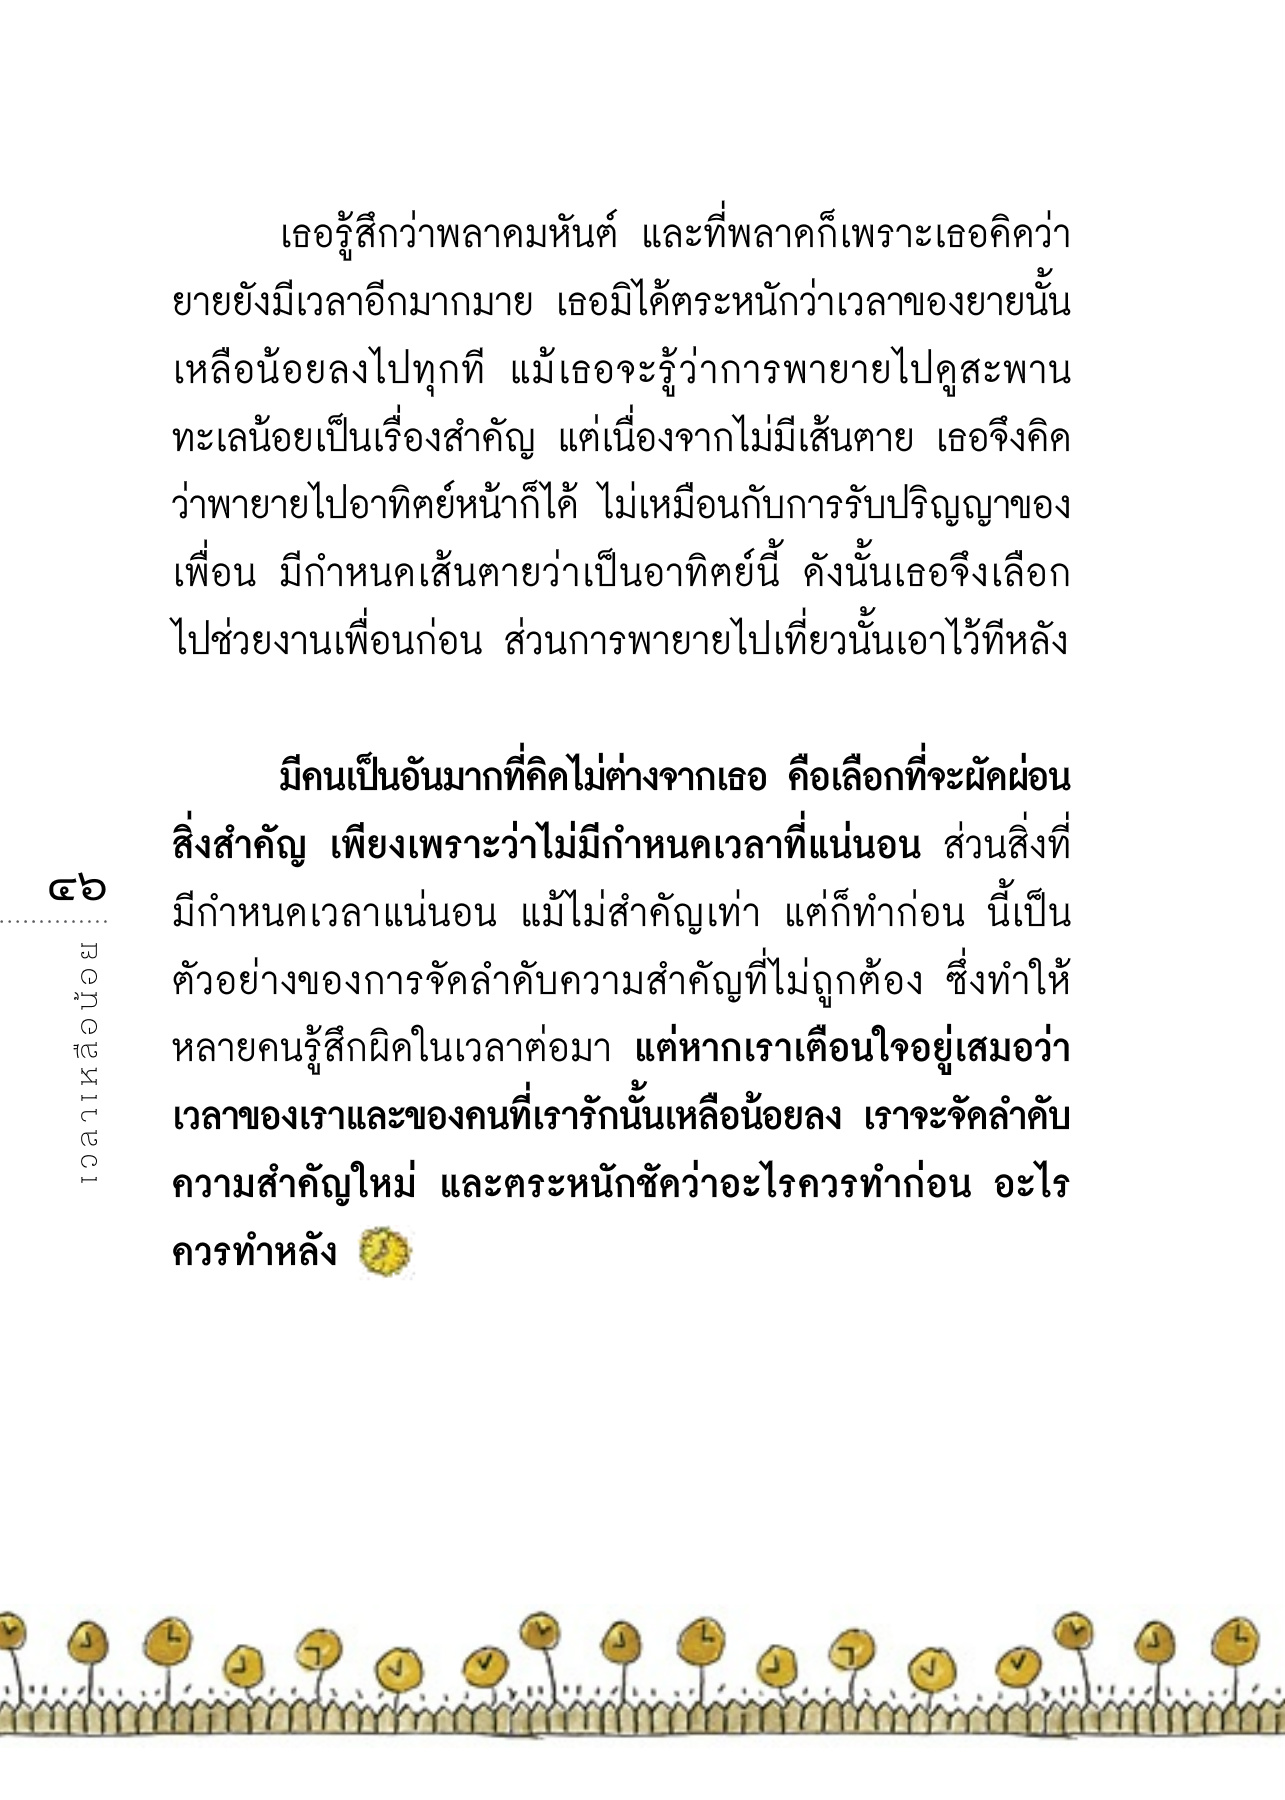 เธอรู้สึกว่าพลาดมหันต์ และที่พลาดก็เพราะเธอคิดว่า
ยายยังมีเวลาอีกมากมาย เธอมิได้ตระหนักว่าเวลาของยายนั้น
เหลือน้อยลงไปทุกที แม้เธอจะรู้ว่าการพายายไปดูสะพาน
ทะเลน้อยเป็นเรื่องสำคัญ แต่เนื่องจากไม่มีเส้นตาย เธอจึงคิด
ว่าพายายไปอาทิตย์หน้าก็ได้ ไม่เหมือนกับการรับปริญญาของ
เพื่อน มีกำหนดเส้นตายว่าเป็นอาทิตย์นี้ ดังนั้นเธอจึงเลือก
ไปช่วยงานเพื่อนก่อน ส่วนการพายายไปเที่ยวนั้นเอาไว้ทีหลัง
มีคนเป็นอันมากที่คิดไม่ต่างจากเธอ คือเลือกที่จะผัดผ่อน
สิ่งสำคัญ เพียงเพราะว่าไม่มีกำหนดเวลาที่แน่นอน ส่วนสิ่งที่
มีกำหนดเวลาแน่นอน แม้ไม่สำคัญเท่า แต่ก็ทำก่อน นี้เป็น
ตัวอย่างของการจัดลำดับความสำคัญที่ไม่ถูกต้อง ซึ่งทำให้
หลายคนรู้สึกผิดในเวลาต่อมา แต่หากเราเตือนใจอยู่เสมอว่า
เวลาของเราและของคนที่เรารักนั้นเหลือน้อยลง เราจะจัดลำดับ
ความสำคัญใหม่ และตระหนักชัดว่าอะไรควรทำก่อน อะไร
ควรทำหลัง
๔๖
เวลาเหลือน้อย